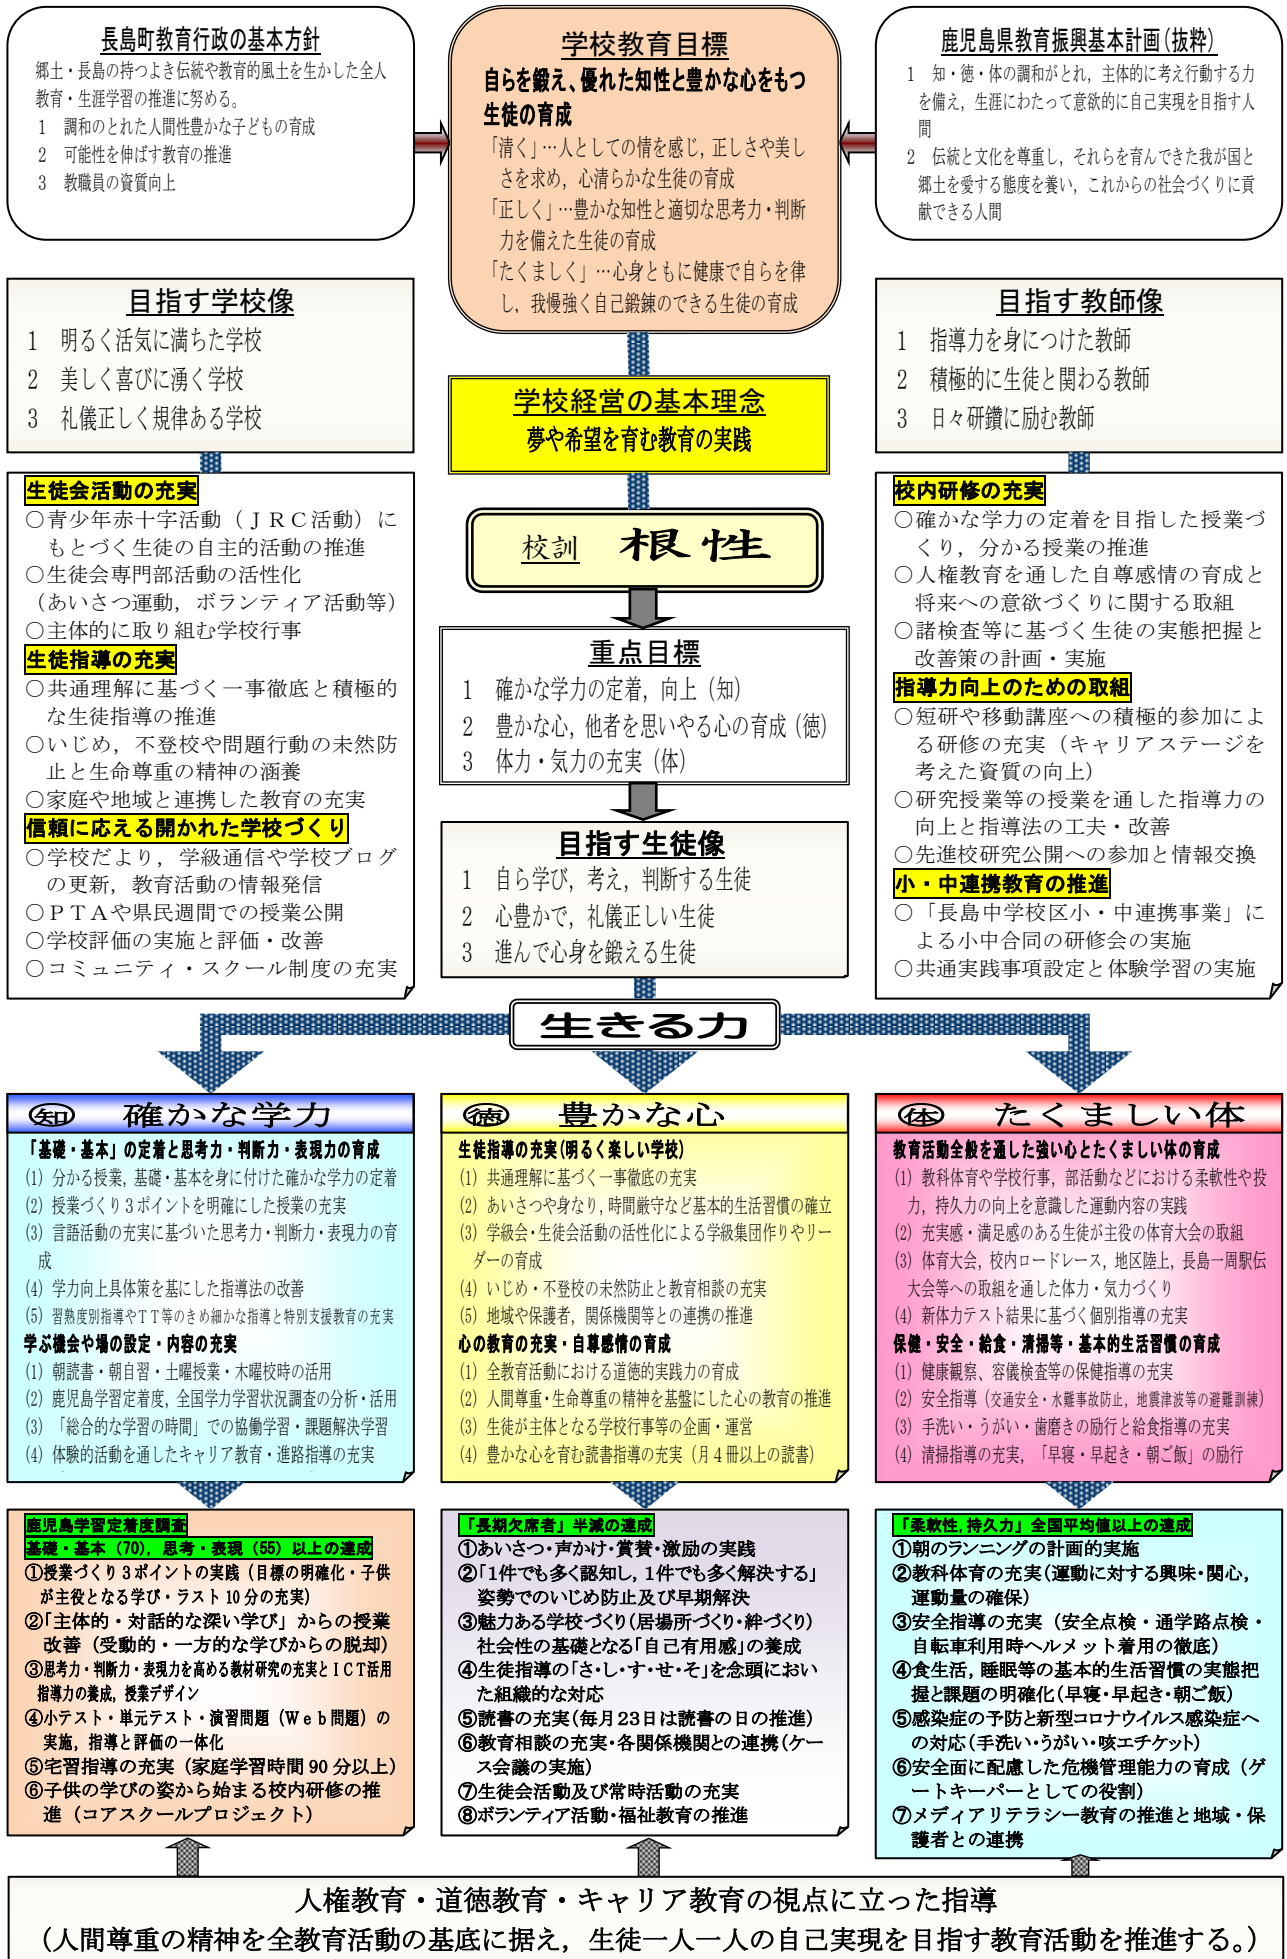 長島町教育行政の基本方針
郷土・長島の持つよき伝統や教育的風土を生かした全人
教育・生涯学習の推進に努める。
1 調和のとれた人間性豊かな子どもの育成
2 可能性を伸ばす教育の推進
3 教職員の資質向上
学校教育目標
自らを鍛え、優れた知性と豊かな心をもつ
生徒の育成
「清く」…人としての情を感じ,正しさや美し
さを求め,心清らかな生徒の育成
「正しく」…豊かな知性と適切な思考力・判断
力を備えた生徒の育成
「たくましく」…心身ともに健康で自らを律
し,我慢強く自己鍛錬のできる生徒の育成
鹿児島県教育振興基本計画(抜粋)
1 知・徳・体の調和がとれ,主体的に考え行動する力
を備え,生涯にわたって意欲的に自己実現を目指す人
間
2 伝統と文化を尊重し,それらを育んできた我が国と
郷土を愛する態度を養い,これからの社会づくりに貢
献できる人間
目指す学校像
1 明るく活気に満ちた学校
2 美しく喜びに湧く学校
3 礼儀正しく規律ある学校
学校経営の基本理念
夢や希望を育む教育の実践
目指す教師像
1 指導力を身につけた教師
2 積極的に生徒と関わる教師
3 日々研鑽に励む教師
生徒会活動の充実
○青少年赤十字活動(JRC活動)に
もとづく生徒の自主的活動の推進
○生徒会専門部活動の活性化
(あいさつ運動,ボランティア活動等)
○主体的に取り組む学校行事
生徒指導の充実
○共通理解に基づく一事徹底と積極的
な生徒指導の推進
○いじめ,不登校や問題行動の未然防
止と生命尊重の精神の涵養
○家庭や地域と連携した教育の充実
信頼に応える開かれた学校づくり
○学校だより,学級通信や学校ブログ
の更新,教育活動の情報発信
○PTAや県民週間での授業公開
○学校評価の実施と評価・改善
○コミュニティ・スクール制度の充実
校訓 根性
重点目標
1 確かな学力の定着,向上(知)
2 豊かな心,他者を思いやる心の育成(徳)
3 体力・気力の充実(体)
目指す生徒像
1 自ら学び,考え,判断する生徒
2 心豊かで,礼儀正しい生徒
3 進んで心身を鍛える生徒
校内研修の充実
○確かな学力の定着を目指した授業づ
くり,分かる授業の推進
○人権教育を通した自尊感情の育成と
将来への意欲づくりに関する取組
○諸検査等に基づく生徒の実態把握と
改善策の計画・実施
指導力向上のための取組
○短研や移動講座への積極的参加によ
る研修の充実(キャリアステージを
考えた資質の向上)
○研究授業等の授業を通した指導力の
向上と指導法の工夫・改善
○先進校研究公開への参加と情報交換
小・中連携教育の推進
○「長島中学校区小・中連携事業」に
よる小中合同の研修会の実施
○共通実践事項設定と体験学習の実施
生きる力
㊙知 確かな学力
「基礎・基本」の定着と思考力・判断力・表現力の育成
(1) 分かる授業,基礎・基本を身に付けた確かな学力の定着
(2) 授業づくり3ポイントを明確にした授業の充実
(3) 言語活動の充実に基づいた思考力・判断力・表現力の育
成
(4) 学力向上具体策を基にした指導法の改善
(5) 習熟度別指導やTT等のきめ細かな指導と特別支援教育の充実
学ぶ機会や場の設定・内容の充実
(1) 朝読書・朝自習・土曜授業・木曜校時の活用
(2) 鹿児島学習定着度,全国学力学習状況調査の分析・活用
(3) 「総合的な学習の時間」での協働学習・課題解決学習
(4) 体験的活動を通したキャリア教育・進路指導の充実
徳 豊かな心
生徒指導の充実(明るく楽しい学校)
(1) 共通理解に基づく一事徹底の充実
(2) あいさつや身なり,時間厳守など基本的生活習慣の確立
(3) 学級会・生徒会活動の活性化による学級集団作りやリー
ダーの育成
(4) いじめ・不登校の未然防止と教育相談の充実
(5) 地域や保護者,関係機関等との連携の推進
心の教育の充実・自尊感情の育成
(1) 全教育活動における道徳的実践力の育成
(2) 人間尊重・生命尊重の精神を基盤にした心の教育の推進
(3) 生徒が主体となる学校行事等の企画・運営
(4) 豊かな心を育む読書指導の充実(月4冊以上の読書)
体 たくましい体
教育活動全般を通した強い心とたくましい体の育成
(1) 教科体育や学校行事,部活動などにおける柔軟性や投
力,持久力の向上を意識した運動内容の実践
(2) 充実感・満足感のある生徒が主役の体育大会の取組
(3) 体育大会,校内ロードレース,地区陸上,長島一周駅伝
大会等への取組を通した体力・気力づくり
(4) 新体力テスト結果に基づく個別指導の充実
保健・安全・給食・清掃等・基本的生活習慣の育成
(1) 健康観察、容儀検査等の保健指導の充実
(2) 安全指導(交通安全・水難事故防止,地震津波等の避難訓練)
(3) 手洗い・うがい・歯磨きの励行と給食指導の充実
(4) 清掃指導の充実,「早寝・早起き・朝ご飯」の励行
鹿児島学習定着度調査
基礎・基本(70),思考・表現(55)以上の達成
①授業づくり3ポイントの実践(目標の明確化・子供
が主役となる学び・ラスト10分の充実)
②「主体的・対話的な深い学び」からの授業
改善(受動的・一方的な学びからの脱却)
③思考力・判断力・表現力を高める教材研究の充実とICT活用
指導力の養成,授業デザイン
④小テスト・単元テスト・演習問題(Web問題)の
実施,指導と評価の一体化
⑤宅習指導の充実(家庭学習時間90分以上)
⑥子供の学びの姿から始まる校内研修の推
進(コアスクールプロジェクト)
「長期欠席者」半減の達成
①あいさつ・声かけ・賞賛・激励の実践
②「1件でも多く認知し,1件でも多く解決する」
姿勢でのいじめ防止及び早期解決
③魅力ある学校づくり(居場所づくり・絆づくり)
社会性の基礎となる「自己有用感」の養成
④生徒指導の「さ・し・す・せ・そ」を念頭におい
た組織的な対応
⑤読書の充実(毎月23日は読書の日の推進)
⑥教育相談の充実・各関係機関との連携(ケー
ス会議の実施)
⑦生徒会活動及び常時活動の充実
⑧ボランティア活動・福祉教育の推進
「柔軟性,持久力」全国平均値以上の達成
①朝のランニングの計画的実施
②教科体育の充実(運動に対する興味・関心,
運動量の確保)
③安全指導の充実(安全点検・通学路点検・
自転車利用時ヘルメット着用の徹底)
④食生活,睡眠等の基本的生活習慣の実態把
握と課題の明確化(早寝・早起き・朝ご飯)
⑤感染症の予防と新型コロナウイルス感染症へ
の対応(手洗い・うがい・咳エチケット)
⑥安全面に配慮した危機管理能力の育成(ゲ
ートキーパーとしての役割)
⑦メディアリテラシー教育の推進と地域・保
護者との連携
人権教育・道徳教育・キャリア教育の視点に立った指導
(人間尊重の精神を全教育活動の基底に据え,生徒一人一人の自己実現を目指す教育活動を推進する。)